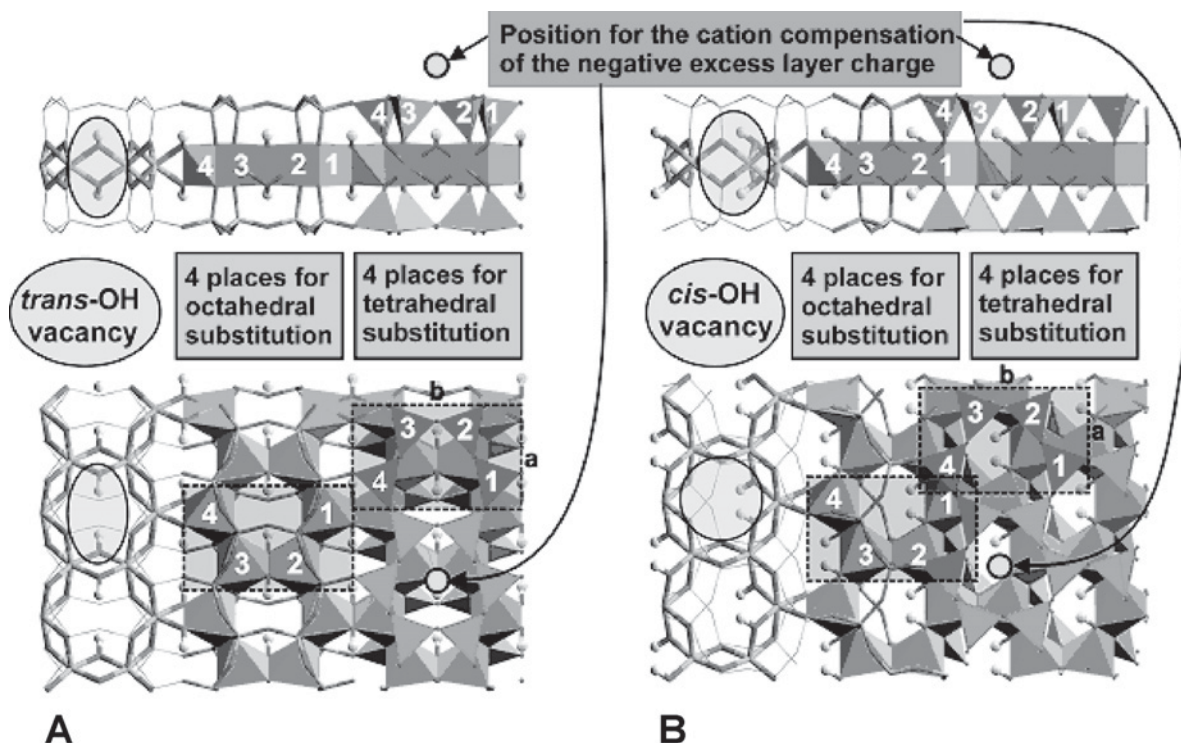 Position for the cation compensation
of the negative excess layer charge
4 3 2 1
4 3 2 1
4 3 2 1
4 3 2 1
trans-OH
vacancy
4 places for
octahedral
substitution
4 places for
tetrahedral
substitution
cis-OH
vacancy
4 places for
octahedral
substitution
4 places for
tetrahedral
substitution
b
3 2
a
4 1
4 1
3 2
b
3 2
a
4 1
4 1
3 2
A
B